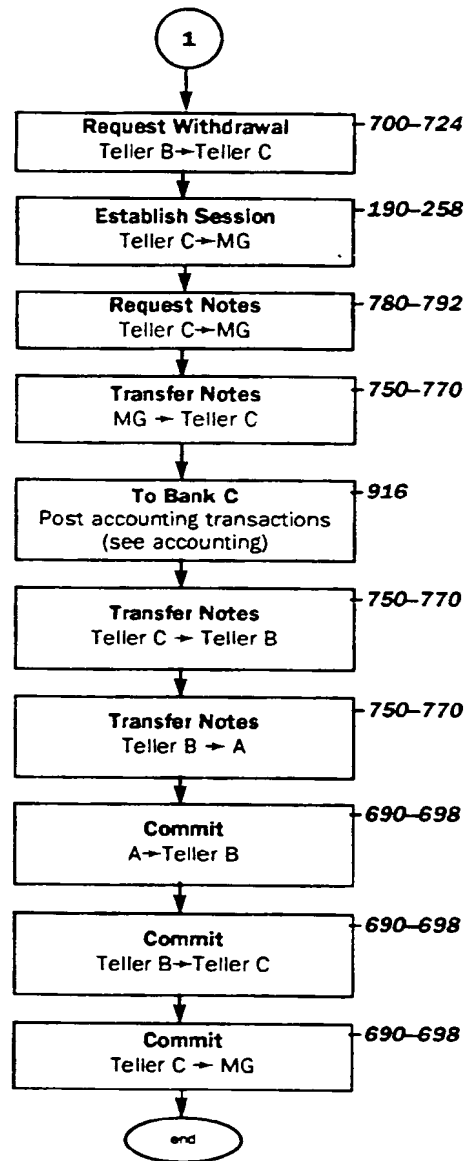 1
Request Withdrawal
Teller B→Teller C
700–724
Establish Session
Teller C→MG
190–258
Request Notes
Teller C→MG
780–792
Transfer Notes
MG → Teller C
750–770
To Bank C
Post accounting transactions
(see accounting)
916
Transfer Notes
Teller C → Teller B
750–770
Transfer Notes
Teller B → A
750–770
Commit
A→Teller B
690–698
Commit
Teller B→Teller C
690–698
Commit
Teller C → MG
690–698
end